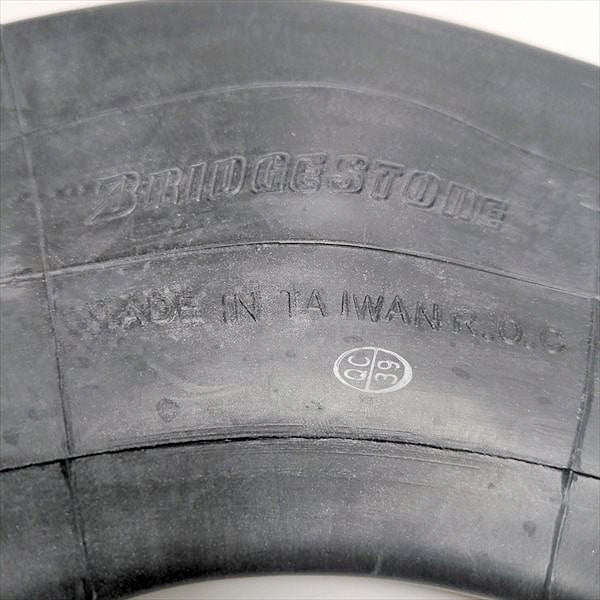 BRIDGESTONE
MADE IN TAIWAN R.O.C
QC
39